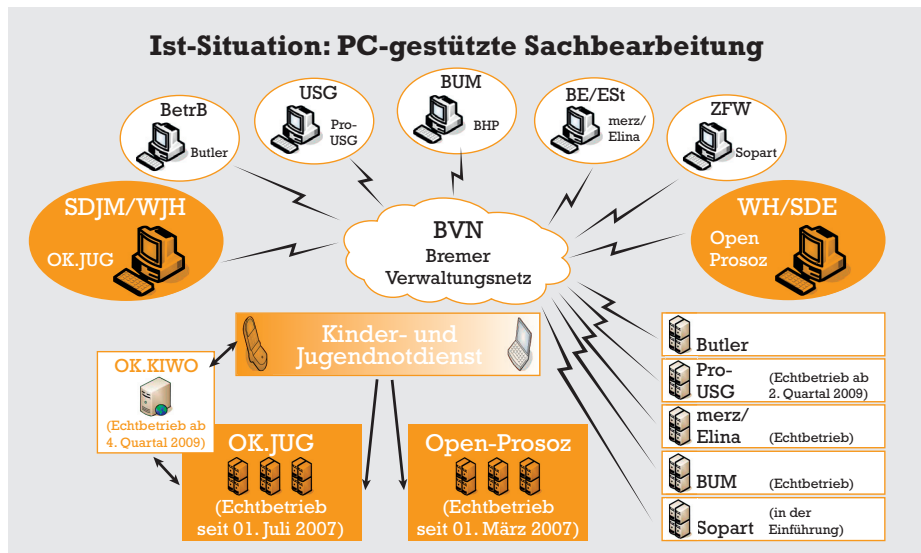 Ist-Situation: PC-gestützte Sachbearbeitung
BetrB
Butler
USG
Pro-
USG
BUM
BHP
BE/ESt
merz/
Elina
ZFW
Sopart
SDJM/WJH
OK.JUG
BVN
Bremer
Verwaltungsnetz
WH/SDE
Open
Prosoz
Kinder- und
Jugendnotdienst
OK.KIWO
(Echtbetrieb ab
4. Quartal 2009)
OK.JUG
(Echtbetrieb
seit 01. Juli 2007)
Open-Prosoz
(Echtbetrieb
seit 01. März 2007)
Butler
Pro-
USG
(Echtbetrieb ab
2. Quartal 2009)
merz/
Elina
(Echtbetrieb)
BUM
(Echtbetrieb)
Sopart
(in der
Einführung)